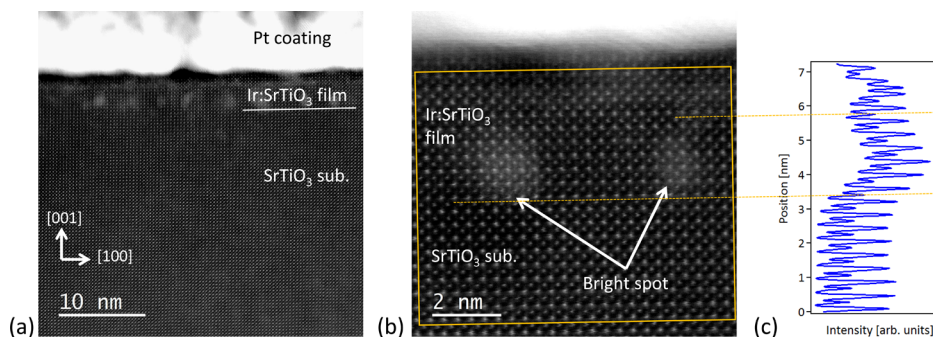 Pt coating
Ir:SrTiO₃ film
SrTiO₃ sub.
[001]
[100]
10 nm
(a)
Ir:SrTiO₃
film
SrTiO₃ sub.
Bright spot
2 nm
(b)
7
6
5
4
3
2
1
0
Position [nm]
Intensity [arb. units]
(c)